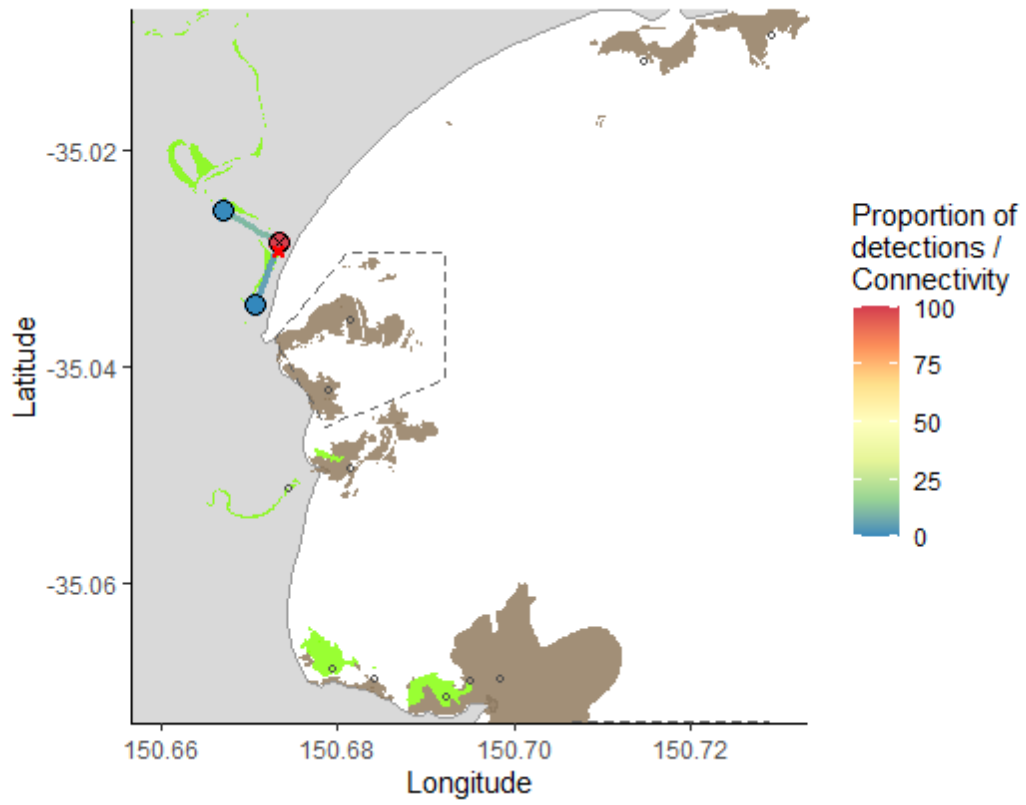 -35.02
-35.04
-35.06
Latitude
150.66
150.68
150.70
150.72
Longitude
Proportion of
detections /
Connectivity
100
75
50
25
0